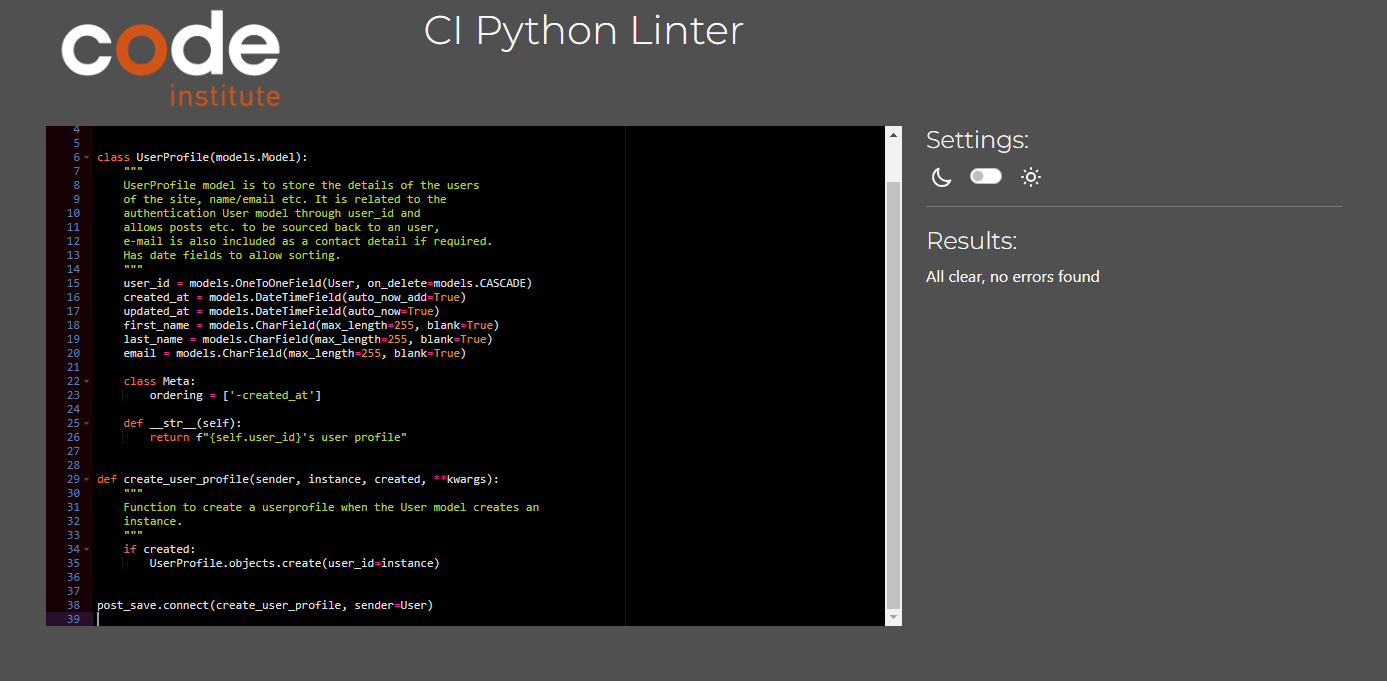 code
institute
CI Python Linter
4
5
6 class UserProfile(models.Model):
7 """
8 UserProfile model is to store the details of the users
9 of the site, name/email etc. It is related to the
10 authentication User model through user_id and
11 allows posts etc. to be sourced back to an user,
12 e-mail is also included as a contact detail if required.
13 Has date fields to allow sorting.
14 """
15 user_id = models.OneToOneField(User, on_delete=models.CASCADE)
16 created_at = models.DateTimeField(auto_now_add=True)
17 updated_at = models.DateTimeField(auto_now=True)
18 first_name = models.CharField(max_length=255, blank=True)
19 last_name = models.CharField(max_length=255, blank=True)
20 email = models.CharField(max_length=255, blank=True)
21
22 class Meta:
23 ordering = ['-created_at']
24
25 def __str__(self):
26 return f"{self.user_id}'s user profile"
27
28
29 def create_user_profile(sender, instance, created, **kwargs):
30 """
31 Function to create a userprofile when the User model creates an
32 instance.
33 """
34 if created:
35 UserProfile.objects.create(user_id=instance)
36
37
38 post_save.connect(create_user_profile, sender=User)
39
Settings:
Results:
All clear, no errors found